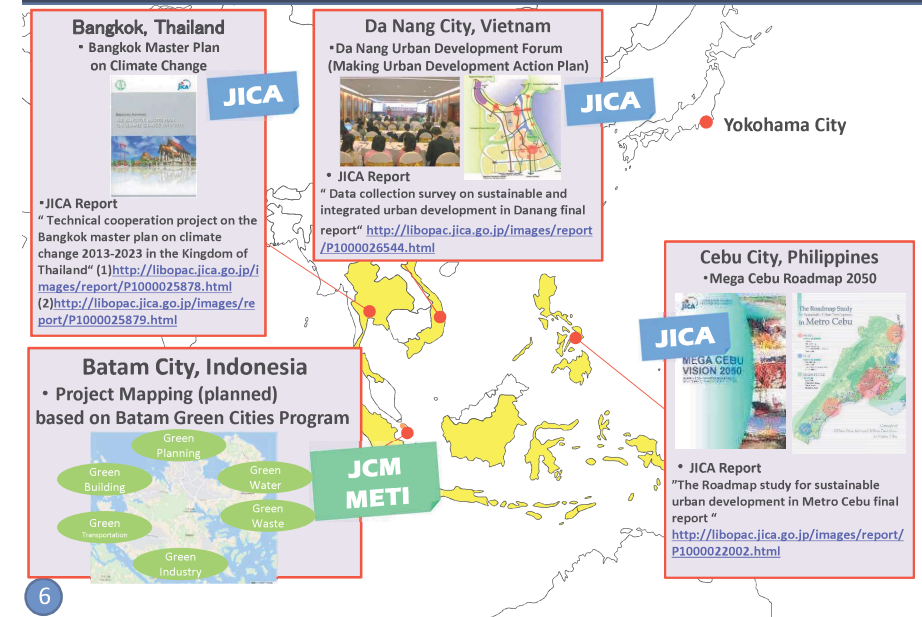 Bangkok, Thailand
• Bangkok Master Plan
on Climate Change
JICA
JICA
•JICA Report
“ Technical cooperation project on the
Bangkok master plan on climate
change 2013-2023 in the Kingdom of
Thailand“ (1)http://libopac.jica.go.jp/i
mages/report/P1000025878.html
(2)http://libopac.jica.go.jp/images/re
port/P1000025879.html
Da Nang City, Vietnam
•Da Nang Urban Development Forum
(Making Urban Development Action Plan)
JICA
• JICA Report
“ Data collection survey on sustainable and
integrated urban development in Danang final
report“ http://libopac.jica.go.jp/images/report
/P1000026544.html
Yokohama City
Cebu City, Philippines
•Mega Cebu Roadmap 2050
JICA
JICA
MEGA CEBU
VISION 2050
The Roadmap Study
in Metro Cebu
• JICA Report
”The Roadmap study for sustainable
urban development in Metro Cebu final
report “
http://libopac.jica.go.jp/images/report/
P1000022002.html
Batam City, Indonesia
• Project Mapping (planned)
based on Batam Green Cities Program
Green
Planning
Green
Building
Green
Water
Green
Waste
Green
Transportation
Green
Industry
JCM
METI
6